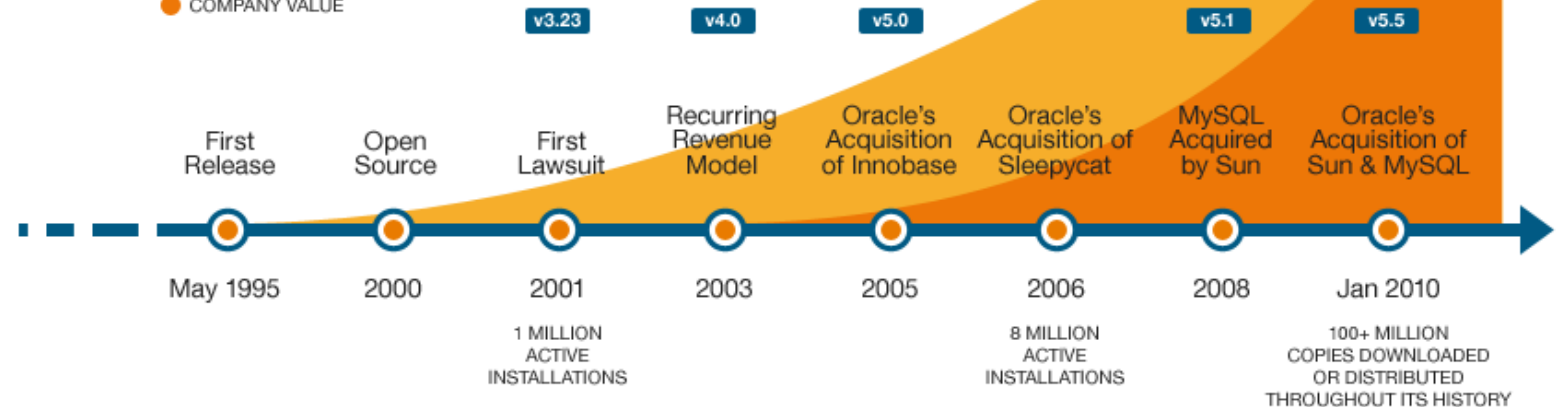 COMPANY VALUE
v3.23
v4.0
v5.0
v5.1
v5.5
First
Release
Open
Source
First
Lawsuit
Recurring
Revenue
Model
Oracle's
Acquisition
of Innobase
Oracle's
Acquisition of
Sleepycat
MySQL
Acquired
by Sun
Oracle's
Acquisition of
Sun & MySQL
May 1995
2000
2001
2003
2005
2006
2008
Jan 2010
1 MILLION
ACTIVE
INSTALLATIONS
8 MILLION
ACTIVE
INSTALLATIONS
100+ MILLION
COPIES DOWNLOADED
OR DISTRIBUTED
THROUGHOUT ITS HISTORY